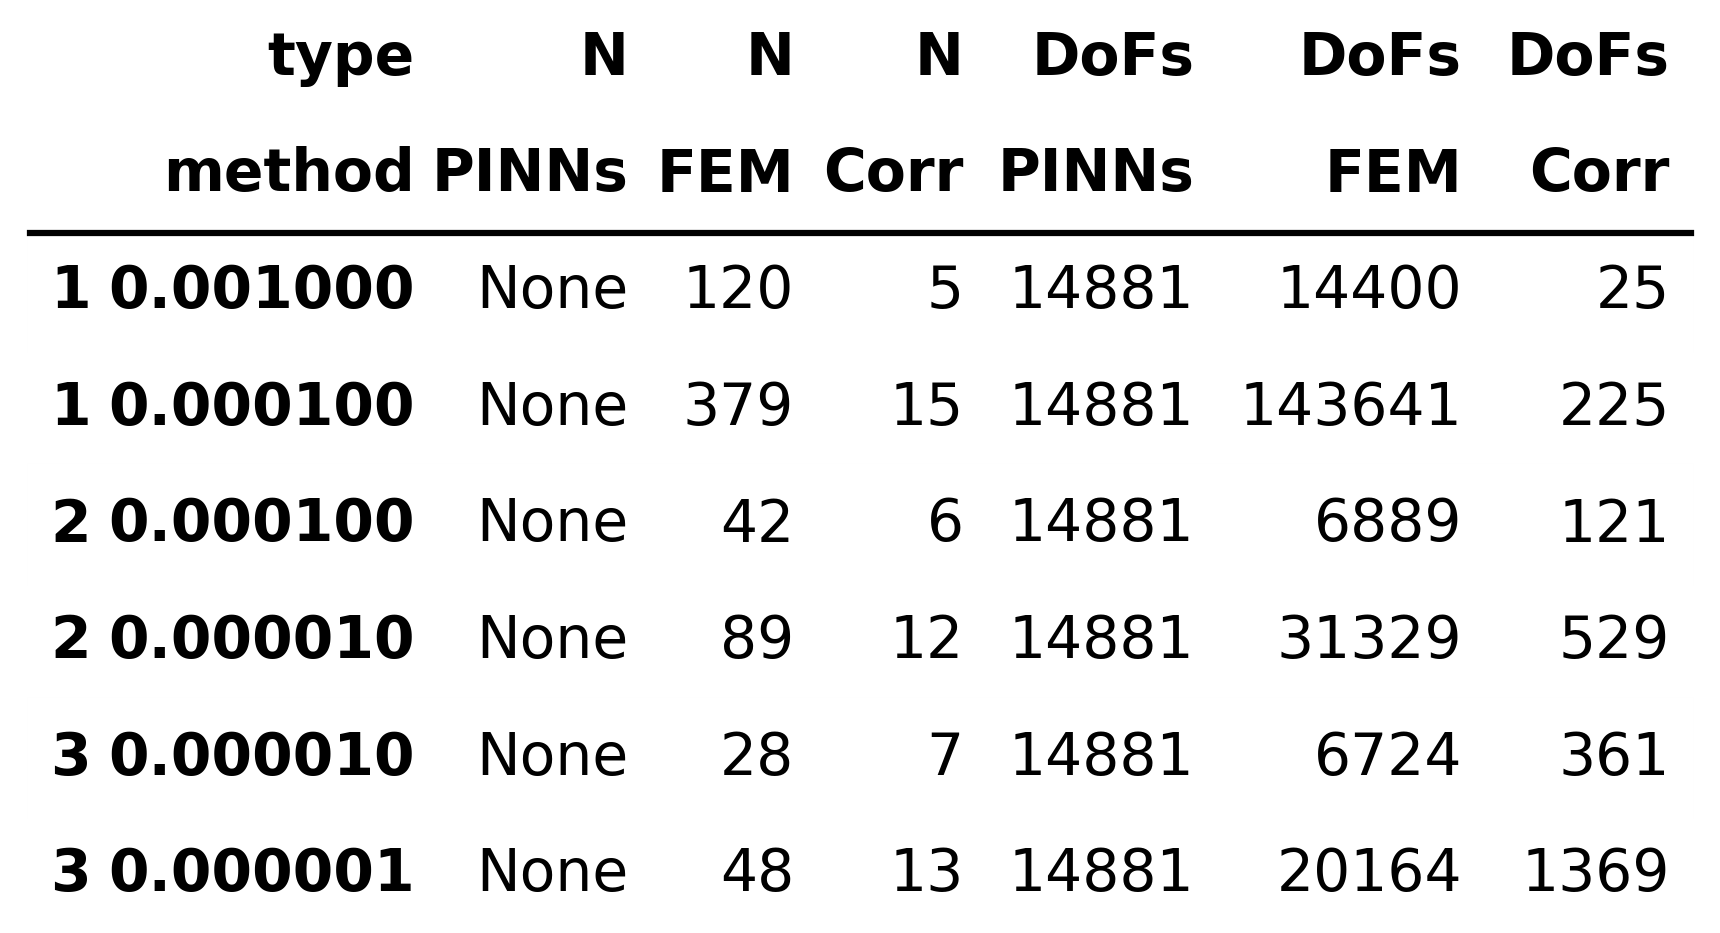 type N N N DoFs DoFs DoFs
method PINNs FEM Corr PINNs FEM Corr
1 0.001000 None 120 5 14881 14400 25
1 0.000100 None 379 15 14881 143641 225
2 0.000100 None 42 6 14881 6889 121
2 0.000010 None 89 12 14881 31329 529
3 0.000010 None 28 7 14881 6724 361
3 0.000001 None 48 13 14881 20164 1369